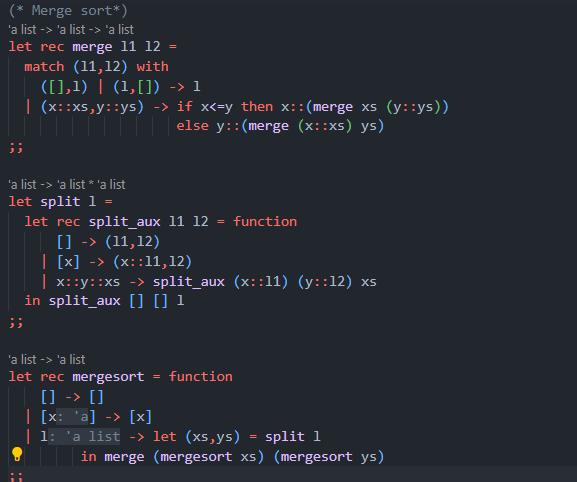 (* Merge sort*)
'a list -> 'a list -> 'a list
let rec merge l1 l2 =
  match (l1,l2) with
    ([],l) | (l,[]) -> l
  | (x::xs,y::ys) -> if x<=y then x::(merge xs (y::ys))
                     else y::(merge (x::xs) ys)
;;
'a list -> 'a list * 'a list
let split l =
  let rec split_aux l1 l2 = function
      [] -> (l1,l2)
    | [x] -> (x::l1,l2)
    | x::y::xs -> split_aux (x::l1) (y::l2) xs
  in split_aux [] [] l
;;
'a list -> 'a list
let rec mergesort = function
    [] -> []
  | [x: 'a] -> [x]
  | l: 'a list -> let (xs,ys) = split l
         in merge (mergesort xs) (mergesort ys)
;;